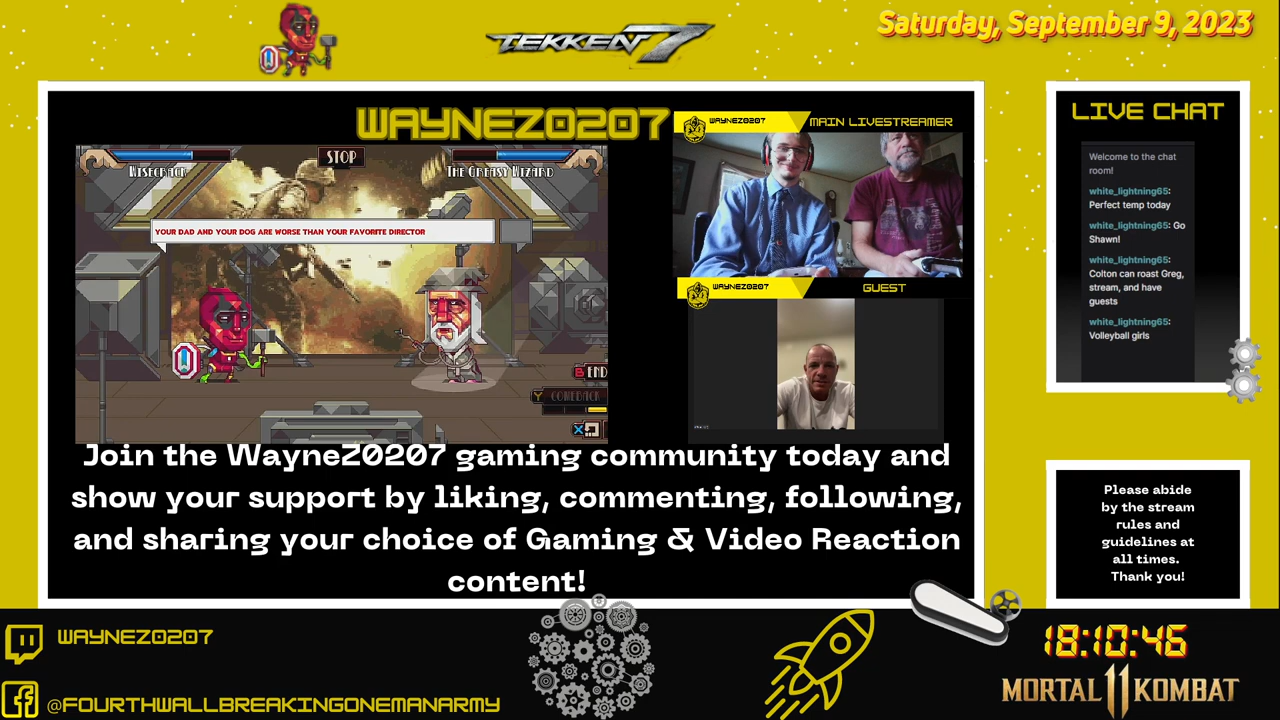 TEKKEN 7
Saturday, September 9, 2023
WAYNEZ0207
WAYNEZ0207
MAIN LIVESTREAMER
STOP
WISECRACK
THE GREASY WIZARD
YOUR DAD AND YOUR DOG ARE WORSE THAN YOUR FAVORITE DIRECTOR
B END
Y COMEBACK
X
WAYNEZ0207
GUEST
LIVE CHAT
Welcome to the chat
room!
white_lightning65:
Perfect temp today
white_lightning65: Go
Shawn!
white_lightning65:
Colton can roast Greg,
stream, and have
guests
white_lightning65:
Volleyball girls
Join the WayneZ0207 gaming community today and
show your support by liking, commenting, following,
and sharing your choice of Gaming & Video Reaction
content!
Please abide
by the stream
rules and
guidelines at
all times.
Thank you!
WAYNEZ0207
@FOURTHWALLBREAKINGONEMANARMY
18:10:46
MORTAL KOMBAT 11